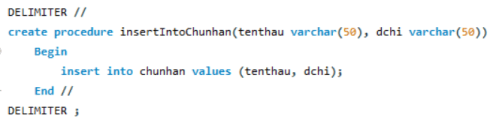 DELIMITER //
create procedure insertIntoChunhan(tenthau varchar(50), dchi varchar(50))
Begin
insert into chunhan values (tenthau, dchi);
End //
DELIMITER ;